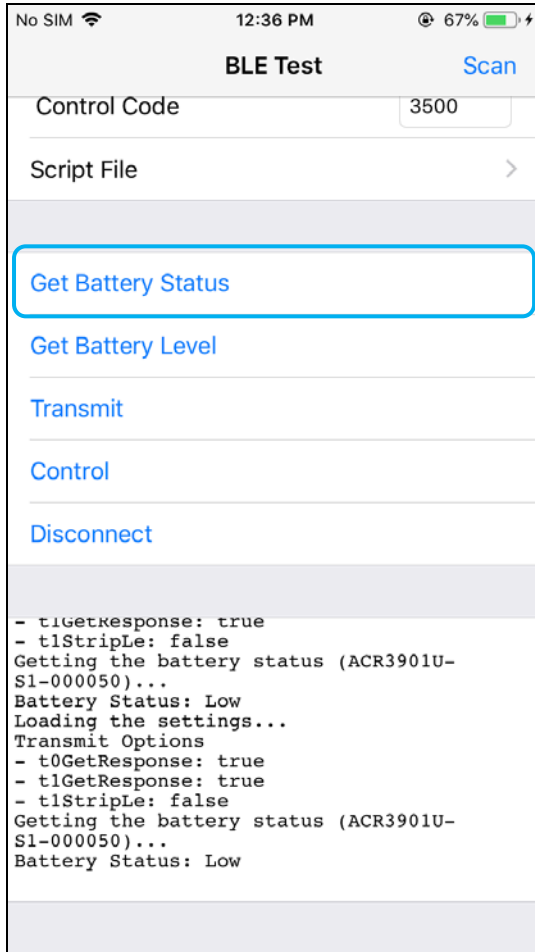 No SIM 12:36 PM 67%
BLE Test Scan
Control Code 3500
Script File
Get Battery Status
Get Battery Level
Transmit
Control
Disconnect
- t1GetResponse: true
- t1StripLe: false
Getting the battery status (ACR3901U-
S1-000050)...
Battery Status: Low
Loading the settings...
Transmit Options
- t0GetResponse: true
- t1GetResponse: true
- t1StripLe: false
Getting the battery status (ACR3901U-
S1-000050)...
Battery Status: Low